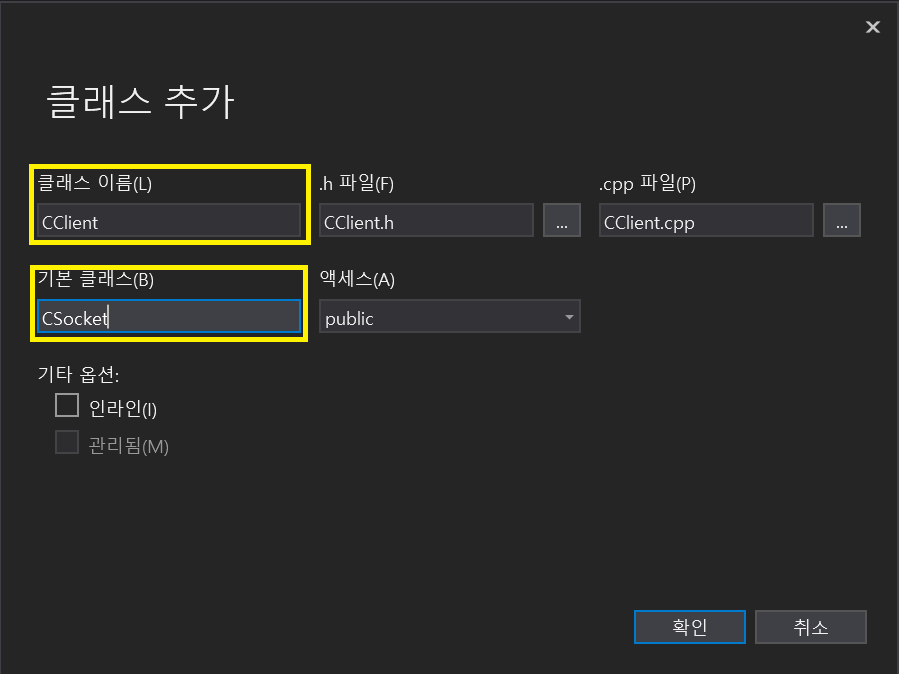 클래스 추가
클래스 이름(L) .h 파일(F) .cpp 파일(P)
CClient CClient.h ... CClient.cpp ...
기본 클래스(B) 액세스(A)
CSocket public
기타 옵션:
인라인(I)
관리됨(M)
확인 취소